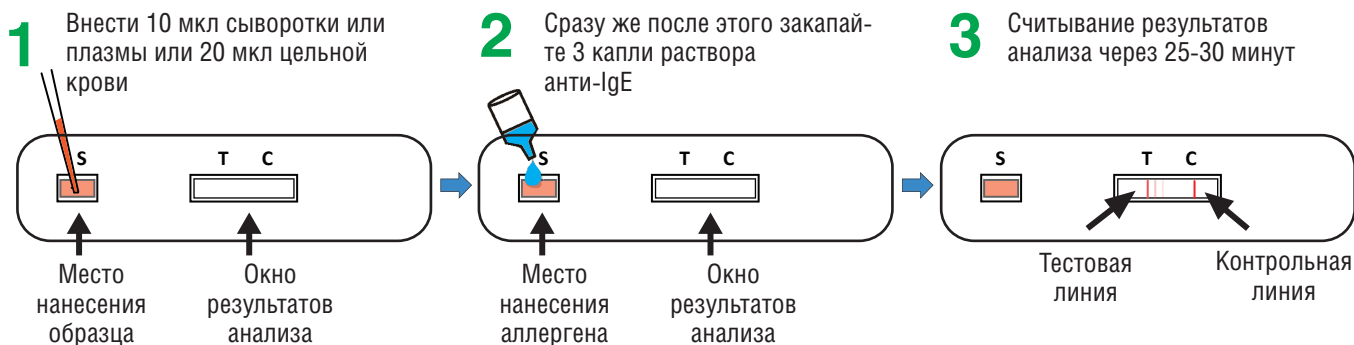 1
Внести 10 мкл сыворотки или
плазмы или 20 мкл цельной
крови
S
T C
Место
нанесения
образца
Окно
результатов
анализа
2
Сразу же после этого закапай-
те 3 капли раствора
анти-IgE
S
T C
Место
нанесения
аллергена
Окно
результатов
анализа
3
Считывание результатов
анализа через 25-30 минут
S
T C
Тестовая
линия
Контрольная
линия